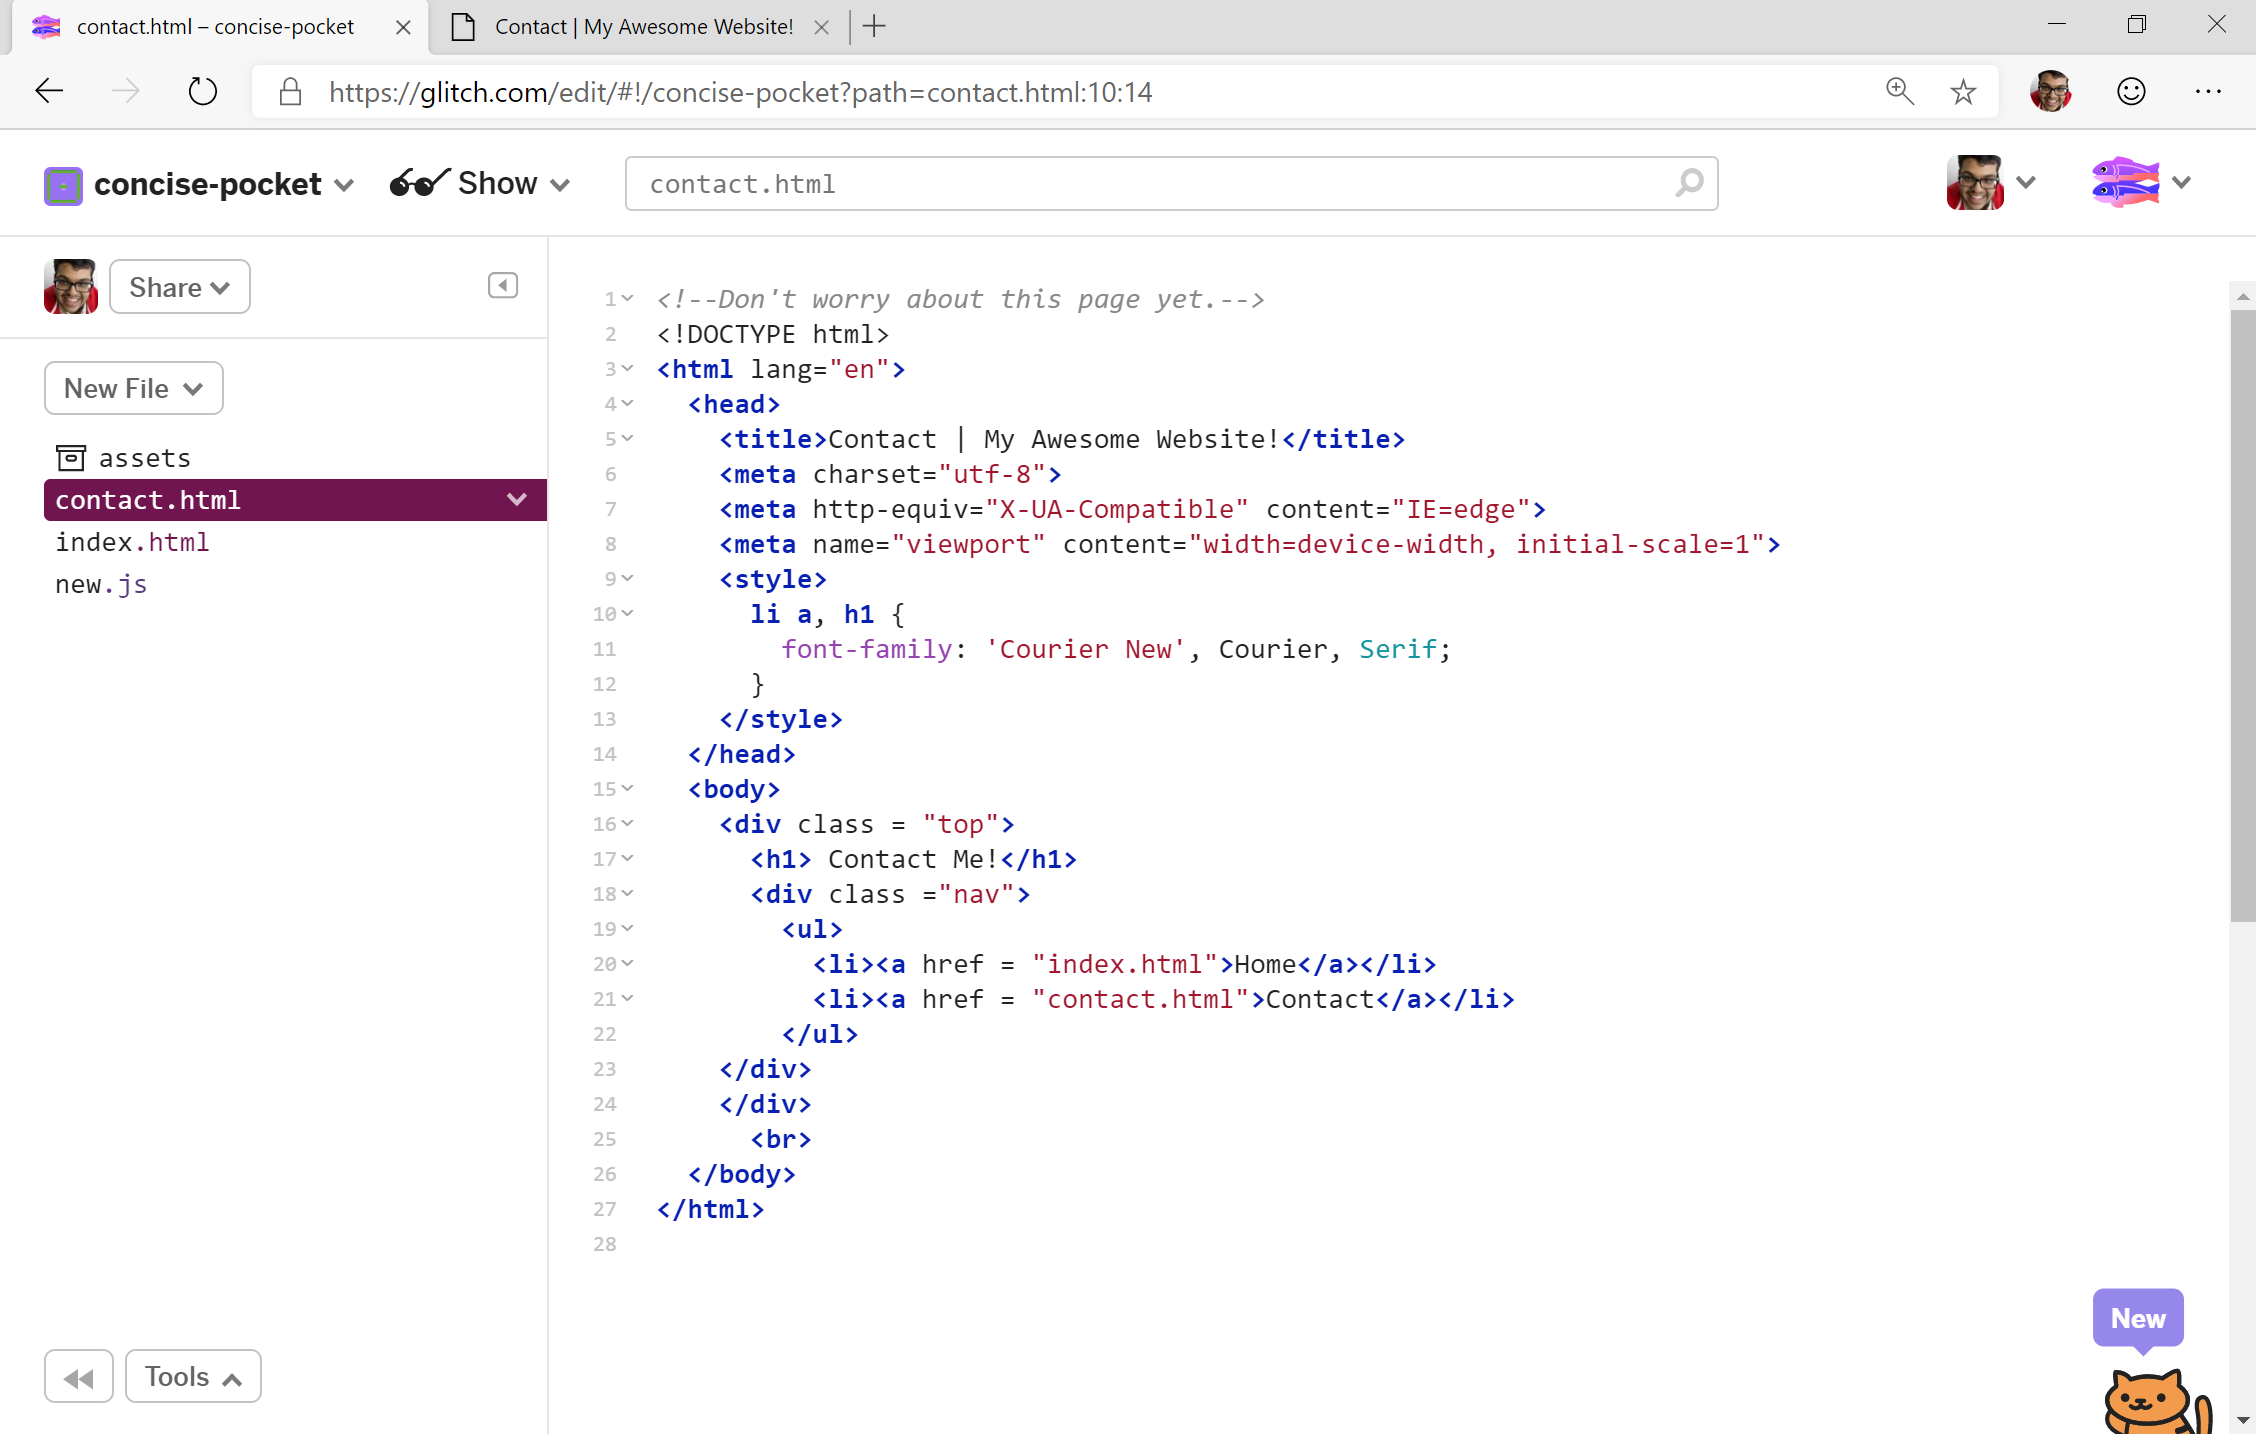 contact.html – concise-pocket
Contact | My Awesome Website!
https://glitch.com/edit/#!/concise-pocket?path=contact.html:10:14
concise-pocket
Show
contact.html
Share
New File
assets
contact.html
index.html
new.js
1 <!--Don't worry about this page yet.-->
2 <!DOCTYPE html>
3 <html lang="en">
4 <head>
5 <title>Contact | My Awesome Website!</title>
6 <meta charset="utf-8">
7 <meta http-equiv="X-UA-Compatible" content="IE=edge">
8 <meta name="viewport" content="width=device-width, initial-scale=1">
9 <style>
10 li a, h1 {
11 font-family: 'Courier New', Courier, Serif;
12 }
13 </style>
14 </head>
15 <body>
16 <div class = "top">
17 <h1> Contact Me!</h1>
18 <div class ="nav">
19 <ul>
20 <li><a href = "index.html">Home</a></li>
21 <li><a href = "contact.html">Contact</a></li>
22 </ul>
23 </div>
24 </div>
25 <br>
26 </body>
27 </html>
28
New
Tools